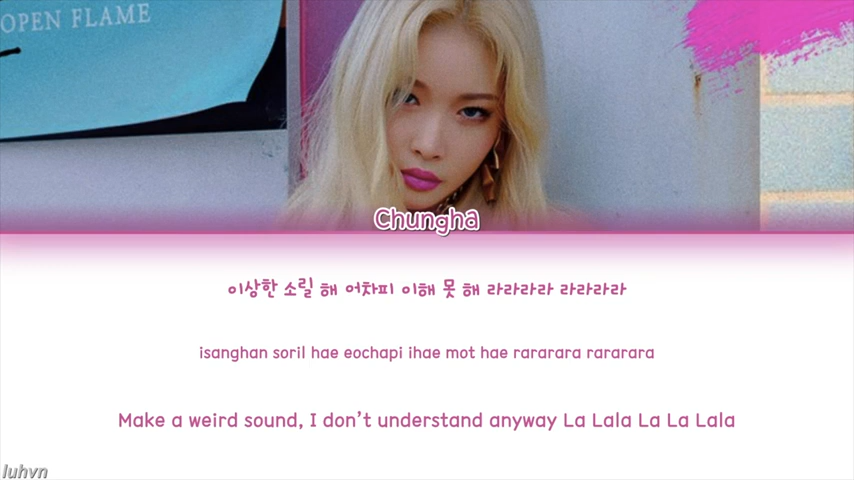 OPEN FLAME
Chungha
이상한 소릴 해 어차피 이해 못 해 라라라라 라라라라
isanghan soril hae eochapi ihae mot hae rararara rararara
Make a weird sound, I don't understand anyway La Lala La La Lala
luhvn